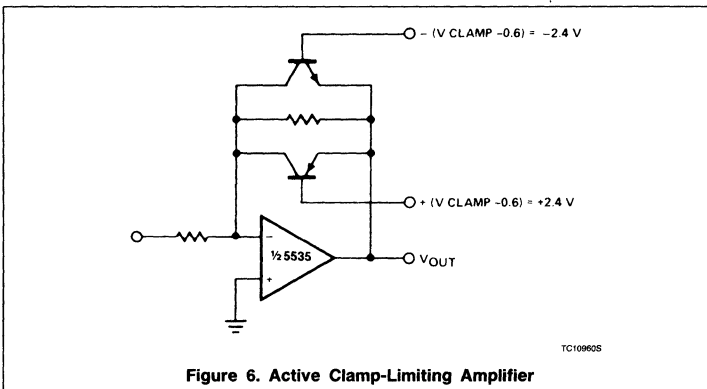 - (V CLAMP -0.6) = -2.4 V
+ (V CLAMP -0.6) = +2.4 V
-
½ 5535
+
VOUT
TC10960S
Figure 6. Active Clamp-Limiting Amplifier